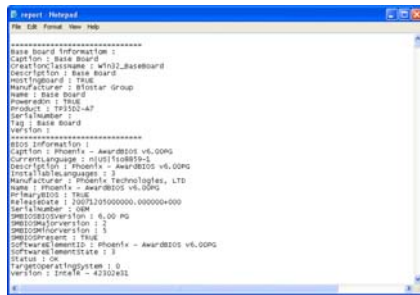 report - Notepad
File Edit Format View Help
==============================
Base Board information :
Caption : Base Board
CreationClassName : Win32_BaseBoard
Description : Base Board
HostingBoard : TRUE
Manufacturer : Biostar Group
Name : Base Board
PoweredOn : TRUE
Product : TP35D2-A7
SerialNumber :
Tag : Base Board
Version :
==============================
BIOS Information :
Caption : Phoenix - AwardBIOS v6.00PG
CurrentLanguage : n|US|iso8859-1
Description : Phoenix - AwardBIOS v6.00PG
InstallableLanguages : 3
Manufacturer : Phoenix Technologies, LTD
Name : Phoenix - AwardBIOS v6.00PG
PrimaryBIOS : TRUE
ReleaseDate : 20071205000000.000000+000
SerialNumber : OEM
SMBIOSBIOSVersion : 6.00 PG
SMBIOSMajorVersion : 2
SMBIOSMinorVersion : 5
SMBIOSPresent : TRUE
SoftwareElementID : Phoenix - AwardBIOS v6.00PG
SoftwareElementState : 3
Status : OK
TargetOperatingSystem : 0
Version : IntelR - 42302e31